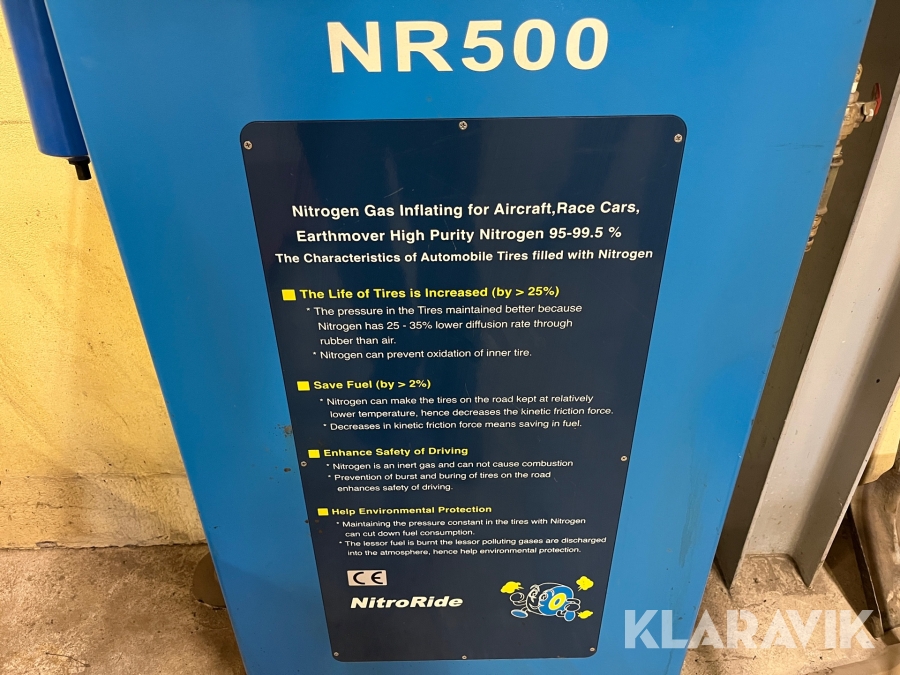 NR500
Nitrogen Gas Inflating for Aircraft,Race Cars,
Earthmover High Purity Nitrogen 95-99.5 %
The Characteristics of Automobile Tires filled with Nitrogen
The Life of Tires is Increased (by > 25%)
* The pressure in the Tires maintained better because
Nitrogen has 25 - 35% lower diffusion rate through
rubber than air.
* Nitrogen can prevent oxidation of inner tire.
Save Fuel (by > 2%)
* Nitrogen can make the tires on the road kept at relatively
lower temperature, hence decreases the kinetic friction force.
* Decreases in kinetic friction force means saving in fuel.
Enhance Safety of Driving
* Nitrogen is an inert gas and can not cause combustion
* Prevention of burst and buring of tires on the road
enhances safety of driving.
Help Environmental Protection
* Maintaining the pressure constant in the tires with Nitrogen
can cut down fuel consumption.
* The lessor fuel is burnt the lessor polluting gases are discharged
into the atmosphere, hence help environmental protection.
CE
NitroRide
KLARAVIK